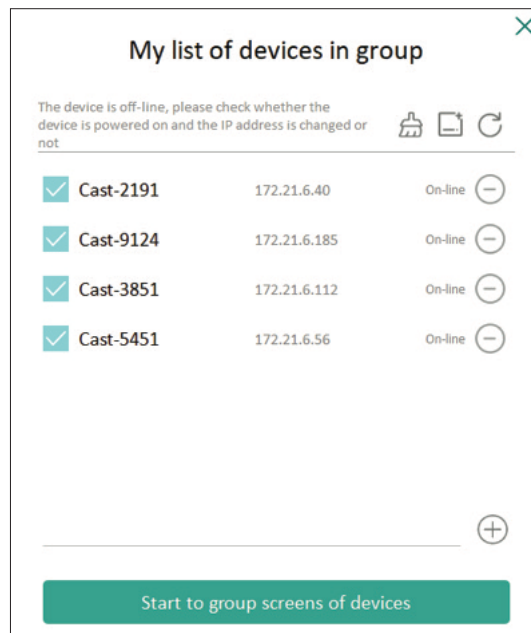 My list of devices in group
The device is off-line, please check whether the
device is powered on and the IP address is changed or
not
Cast-2191 172.21.6.40 On-line
Cast-9124 172.21.6.185 On-line
Cast-3851 172.21.6.112 On-line
Cast-5451 172.21.6.56 On-line
Start to group screens of devices